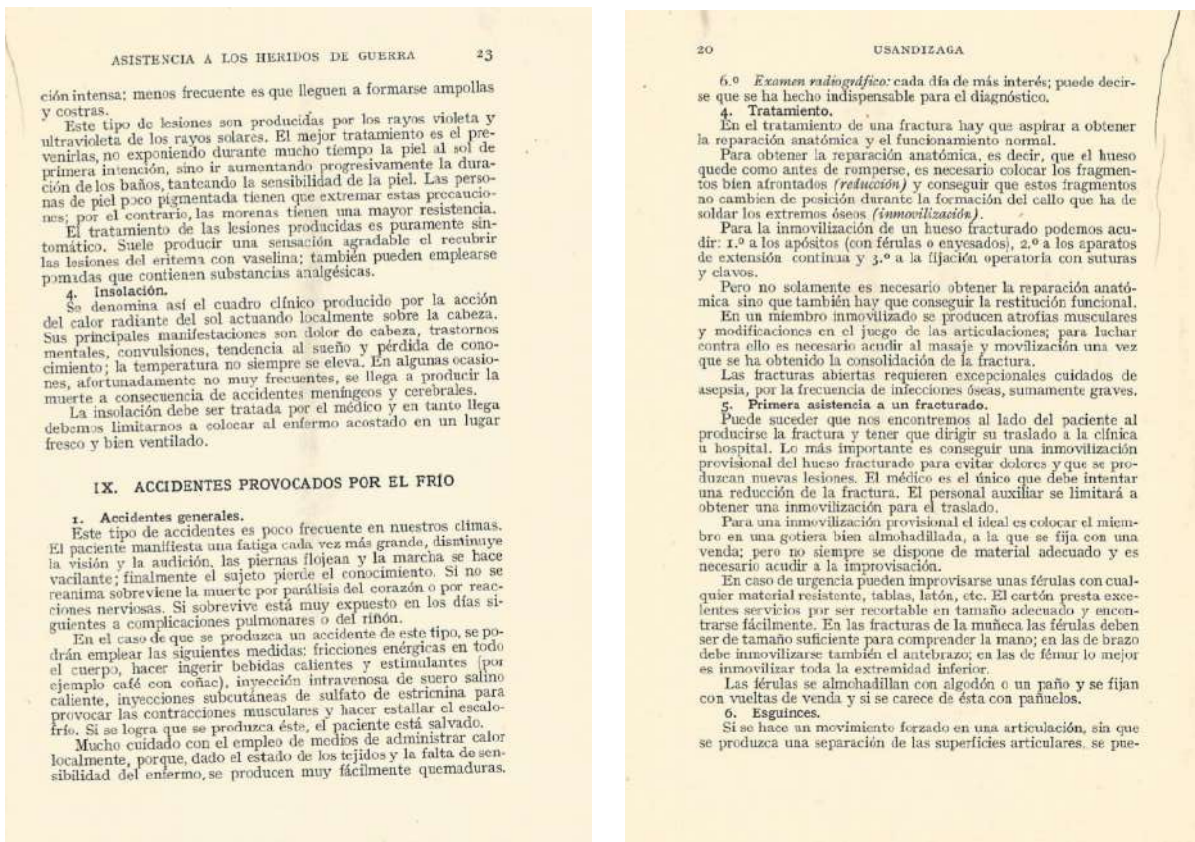 ASISTENCIA A LOS HERIDOS DE GUERRA 23
ción intensa; menos frecuente es que lleguen a formarse ampollas
y costras.
Este tipo de lesiones son producidas por los rayos violeta y
ultravioleta de los rayos solares. El mejor tratamiento es el pre-
venirlas, no exponiendo durante mucho tiempo la piel al sol de
primera intención, sino ir aumentando progresivamente la dura-
ción de los baños, tanteando la sensibilidad de la piel. Las perso-
nas de piel poco pigmentada tienen que extremar estas precaucio-
nes; por el contrario, las morenas tienen una mayor resistencia.
El tratamiento de las lesiones producidas es puramente sin-
tomático. Suele producir una sensación agradable el recubrir
las lesiones del eritema con vaselina; también pueden emplearse
pomadas que contienen substancias analgésicas.
4. Insolación.
Se denomina así el cuadro clínico producido por la acción
del calor radiante del sol actuando localmente sobre la cabeza.
Sus principales manifestaciones son dolor de cabeza, trastornos
mentales, convulsiones, tendencia al sueño y pérdida de cono-
cimiento; la temperatura no siempre se eleva. En algunas ocasio-
nes, afortunadamente no muy frecuentes, se llega a producir la
muerte a consecuencia de accidentes meníngeos y cerebrales.
La insolación debe ser tratada por el médico y en tanto llega
debemos limitarnos a colocar al enfermo acostado en un lugar
fresco y bien ventilado.
IX. ACCIDENTES PROVOCADOS POR EL FRÍO
1. Accidentes generales.
Este tipo de accidentes es poco frecuente en nuestros climas.
El paciente manifiesta una fatiga cada vez más grande, disminuye
la visión y la audición, las piernas flojean y la marcha se hace
vacilante; finalmente el sujeto pierde el conocimiento. Si no se
reanima sobreviene la muerte por parálisis del corazón o por reac-
ciones nerviosas. Si sobrevive está muy expuesto en los días si-
guientes a complicaciones pulmonares o del riñón.
En el caso de que se produzca un accidente de este tipo, se po-
drán emplear las siguientes medidas: fricciones enérgicas en todo
el cuerpo, hacer ingerir bebidas calientes y estimulantes (por
ejemplo café con coñac), inyección intravenosa de suero salino
caliente, inyecciones subcutáneas de sulfato de estricnina para
provocar las contracciones musculares y hacer estallar el escalo-
frío. Si se logra que se produzca éste, el paciente está salvado.
Mucho cuidado con el empleo de medios de administrar calor
localmente, porque, dado el estado de los tejidos y la falta de sen-
sibilidad del enfermo, se producen muy fácilmente quemaduras.
20 USANDIZAGA
6.º Examen radiográfico: cada día de más interés; puede decir-
se que se ha hecho indispensable para el diagnóstico.
4. Tratamiento.
En el tratamiento de una fractura hay que aspirar a obtener
la reparación anatómica y el funcionamiento normal.
Para obtener la reparación anatómica, es decir, que el hueso
quede como antes de romperse, es necesario colocar los fragmen-
tos bien afrontados (reducción) y conseguir que estos fragmentos
no cambien de posición durante la formación del callo que ha de
soldar los extremos óseos (inmovilización).
Para la inmovilización de un hueso fracturado podemos acu-
dir: 1.º a los apósitos (con férulas o enyesados), 2.º a los aparatos
de extensión continua y 3.º a la fijación operatoria con suturas
y clavos.
Pero no solamente es necesario obtener la reparación anató-
mica sino que también hay que conseguir la restitución funcional.
En un miembro inmovilizado se producen atrofias musculares
y modificaciones en el juego de las articulaciones; para luchar
contra ello es necesario acudir al masaje y movilización una vez
que se ha obtenido la consolidación de la fractura.
Las fracturas abiertas requieren excepcionales cuidados de
asepsia, por la frecuencia de infecciones óseas, sumamente graves.
5. Primera asistencia a un fracturado.
Puede suceder que nos encontremos al lado del paciente al
producirse la fractura y tener que dirigir su traslado a la clínica
u hospital. Lo más importante es conseguir una inmovilización
provisional del hueso fracturado para evitar dolores y que se pro-
duzcan nuevas lesiones. El médico es el único que debe intentar
una reducción de la fractura. El personal auxiliar se limitará a
obtener una inmovilización para el traslado.
Para una inmovilización provisional el ideal es colocar el miem-
bro en una gotiera bien almohadillada, a la que se fija con una
venda; pero no siempre se dispone de material adecuado y es
necesario acudir a la improvisación.
En caso de urgencia pueden improvisarse unas férulas con cual-
quier material resistente, tablas, latón, etc. El cartón presta exce-
lentes servicios por ser recortable en tamaño adecuado y encon-
trarse fácilmente. En las fracturas de la muñeca las férulas deben
ser de tamaño suficiente para comprender la mano; en las de brazo
debe inmovilizarse también el antebrazo; en las de fémur lo mejor
es inmovilizar toda la extremidad inferior.
Las férulas se almohadillan con algodón o un paño y se fijan
con vueltas de venda y si se carece de ésta con pañuelos.
6. Esguinces.
Si se hace un movimiento forzado en una articulación, sin que
se produzca una separación de las superficies articulares, se pue-